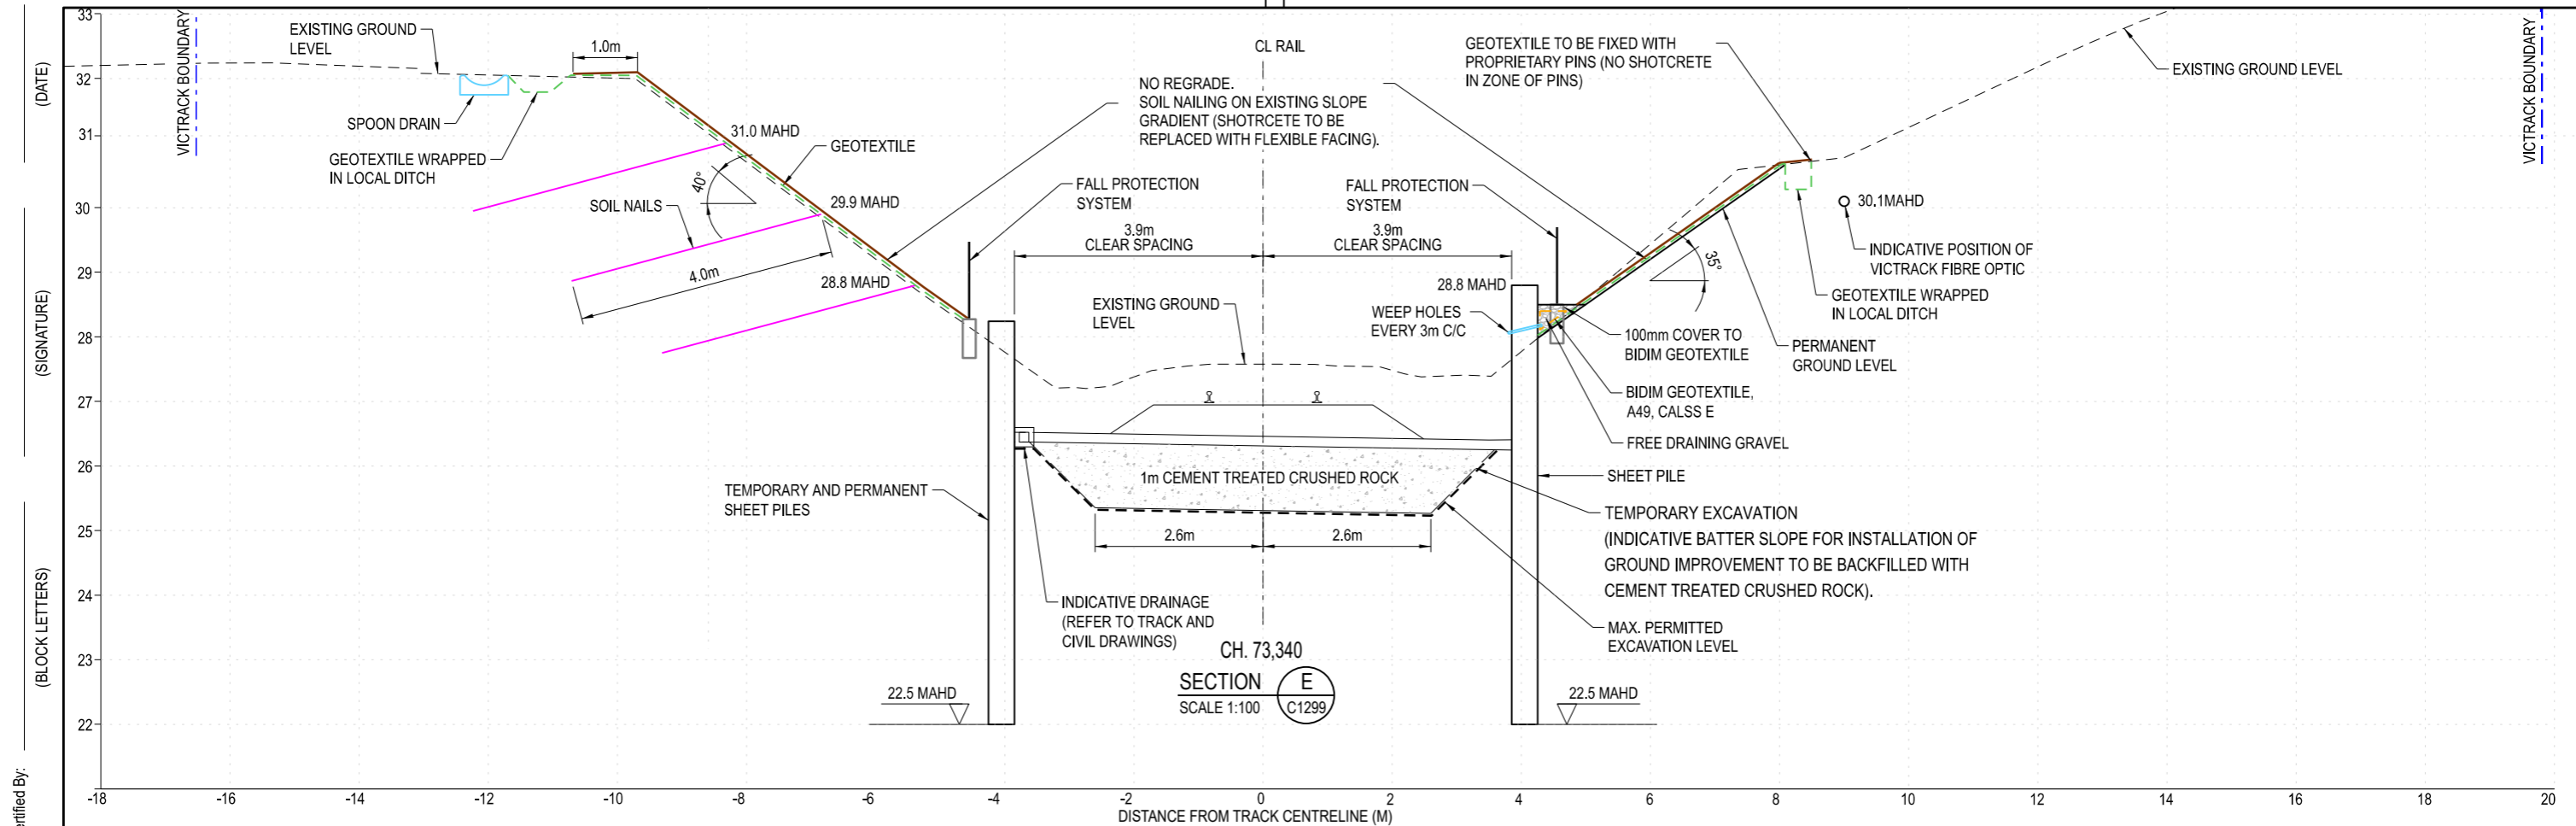 (DATE)
(SIGNATURE)
(BLOCK LETTERS)
ertified By:
33
32
31
30
29
28
27
26
25
24
23
22
VICTRACK BOUNDARY
EXISTING GROUND
LEVEL
1.0m
SPOON DRAIN
GEOTEXTILE WRAPPED
IN LOCAL DITCH
31.0 MAHD
GEOTEXTILE
40°
SOIL NAILS
29.9 MAHD
4.0m
28.8 MAHD
CL RAIL
NO REGRADE.
SOIL NAILING ON EXISTING SLOPE
GRADIENT (SHOTRCETE TO BE
REPLACED WITH FLEXIBLE FACING).
FALL PROTECTION
SYSTEM
FALL PROTECTION
SYSTEM
3.9m
CLEAR SPACING
3.9m
CLEAR SPACING
EXISTING GROUND
LEVEL
28.8 MAHD
WEEP HOLES
EVERY 3m C/C
GEOTEXTILE TO BE FIXED WITH
PROPRIETARY PINS (NO SHOTCRETE
IN ZONE OF PINS)
EXISTING GROUND LEVEL
VICTRACK BOUNDARY
35°
30.1MAHD
INDICATIVE POSITION OF
VICTRACK FIBRE OPTIC
GEOTEXTILE WRAPPED
IN LOCAL DITCH
100mm COVER TO
BIDIM GEOTEXTILE
PERMANENT
GROUND LEVEL
BIDIM GEOTEXTILE,
A49, CALSS E
FREE DRAINING GRAVEL
SHEET PILE
1m CEMENT TREATED CRUSHED ROCK
TEMPORARY AND PERMANENT
SHEET PILES
2.6m
2.6m
TEMPORARY EXCAVATION
(INDICATIVE BATTER SLOPE FOR INSTALLATION OF
GROUND IMPROVEMENT TO BE BACKFILLED WITH
CEMENT TREATED CRUSHED ROCK).
INDICATIVE DRAINAGE
(REFER TO TRACK AND
CIVIL DRAWINGS)
MAX. PERMITTED
EXCAVATION LEVEL
CH. 73,340
SECTION E
SCALE 1:100 C1299
22.5 MAHD
22.5 MAHD
-18 -16 -14 -12 -10 -8 -6 -4 -2 0 2 4 6 8 10 12 14 16 18 20
DISTANCE FROM TRACK CENTRELINE (M)